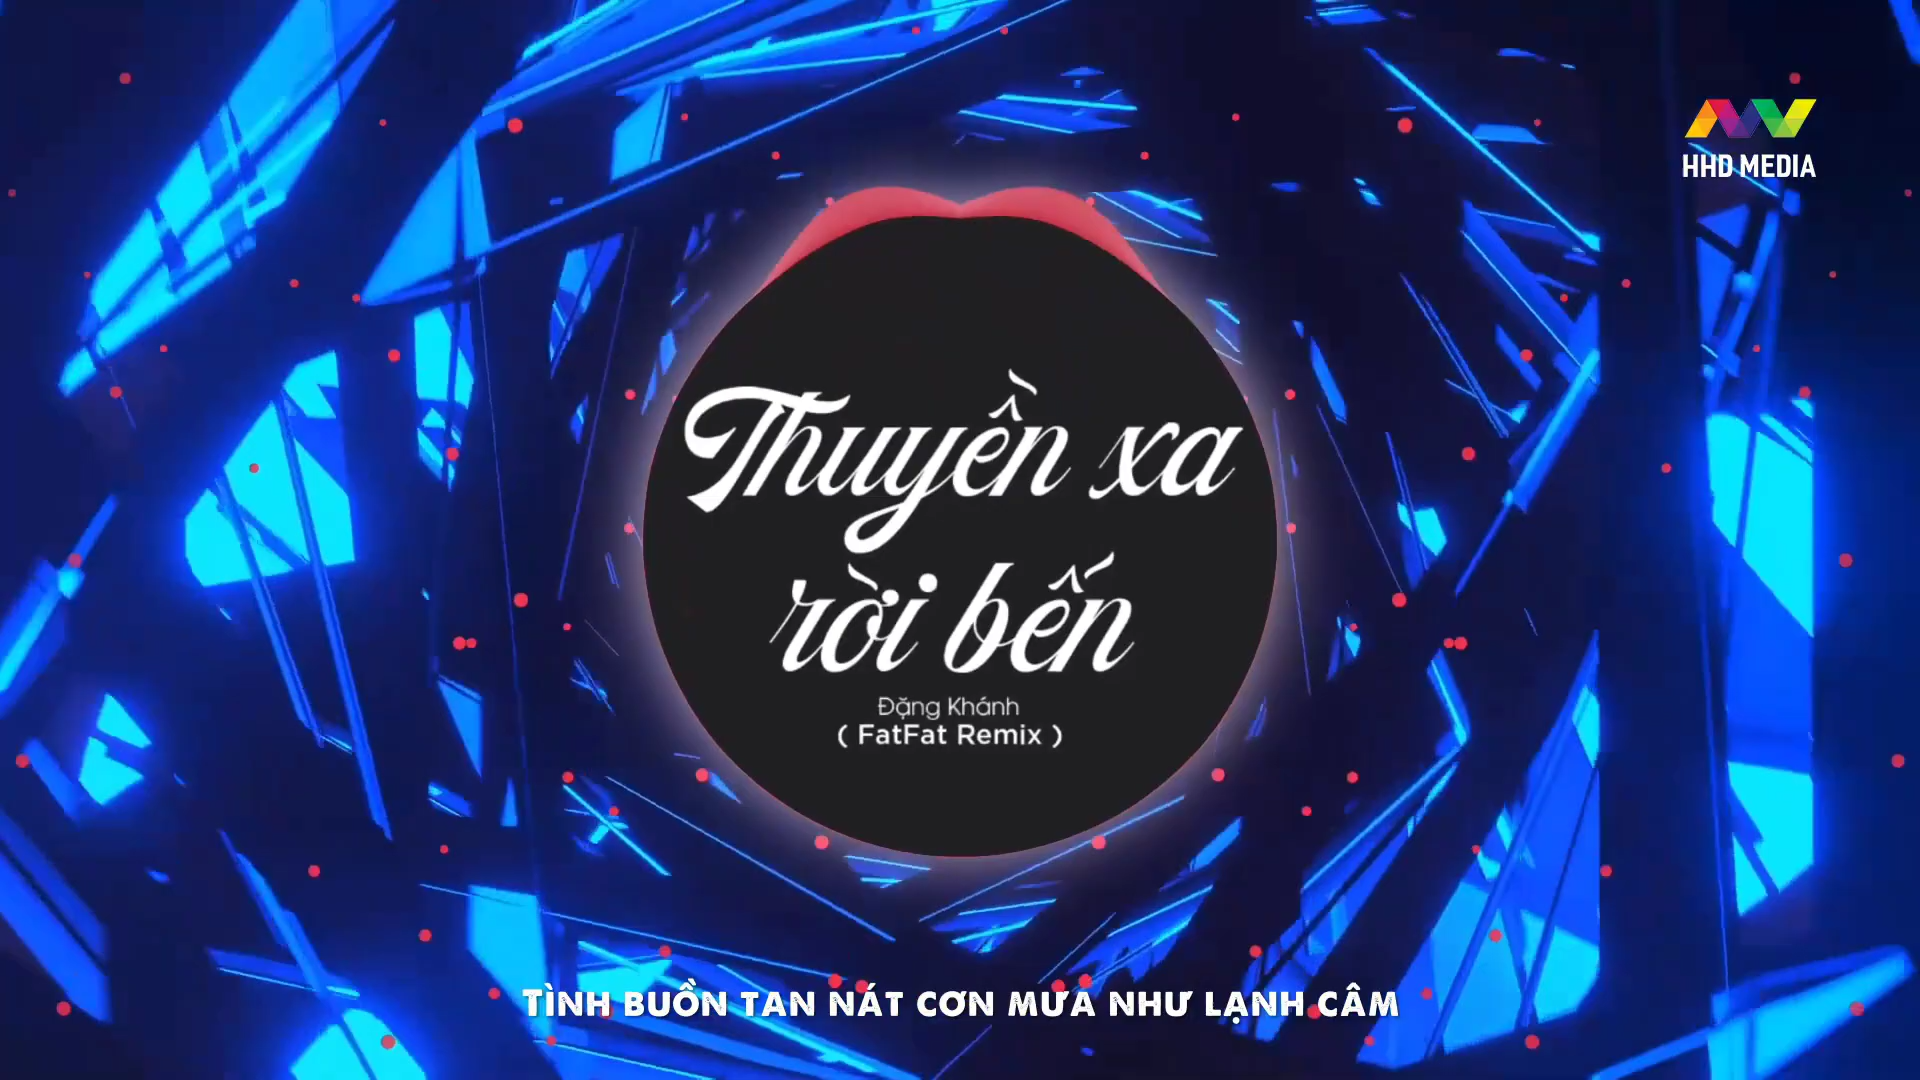 HHD MEDIA
Thuyền xa
rời bến
Đặng Khánh
( FatFat Remix )
TÌNH BUỒN TAN NÁT CƠN MƯA NHƯ LẠNH CÂM